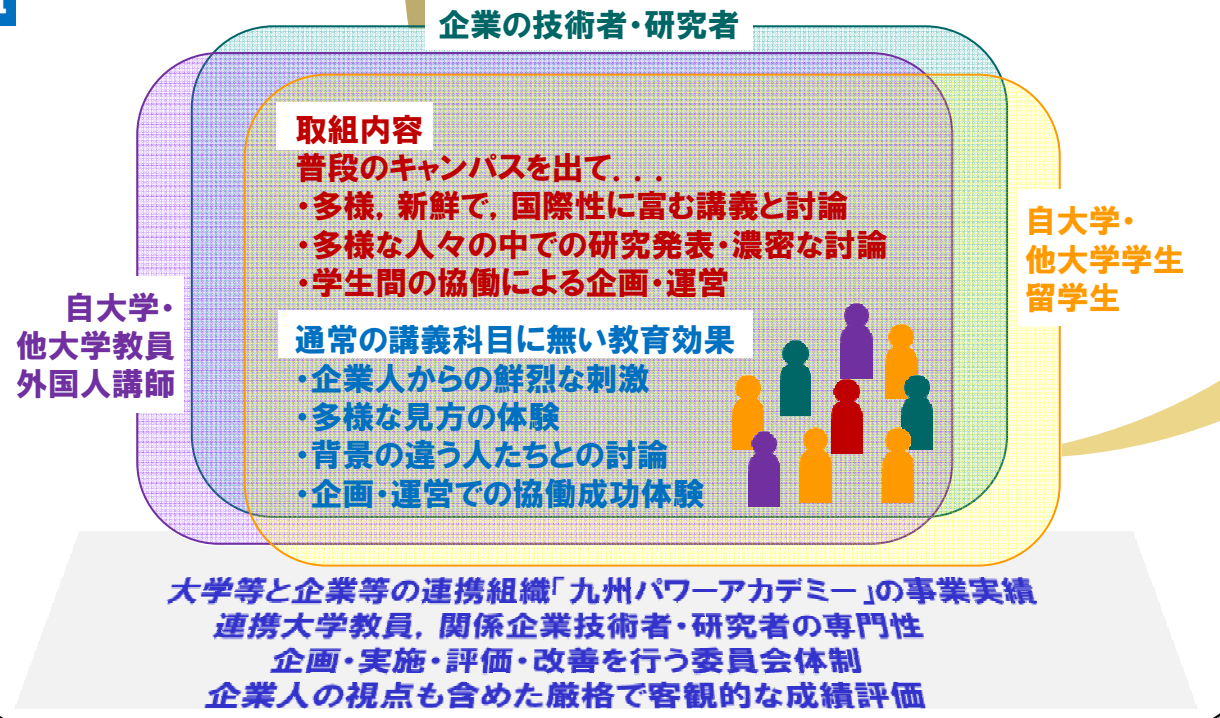 企業の技術者・研究者
取組内容
普段のキャンパスを出て．．．
・多様，新鮮で，国際性に富む講義と討論
・多様な人々の中での研究発表・濃密な討論
・学生間の協働による企画・運営
自大学・
他大学学生
留学生
自大学・
他大学教員
外国人講師
通常の講義科目に無い教育効果
・企業人からの鮮烈な刺激
・多様な見方の体験
・背景の違う人たちとの討論
・企画・運営での協働成功体験
大学等と企業等の連携組織「九州パワーアカデミー」の事業実績
連携大学教員，関係企業技術者・研究者の専門性
企画・実施・評価・改善を行う委員会体制
企業人の視点も含めた厳格で客観的な成績評価